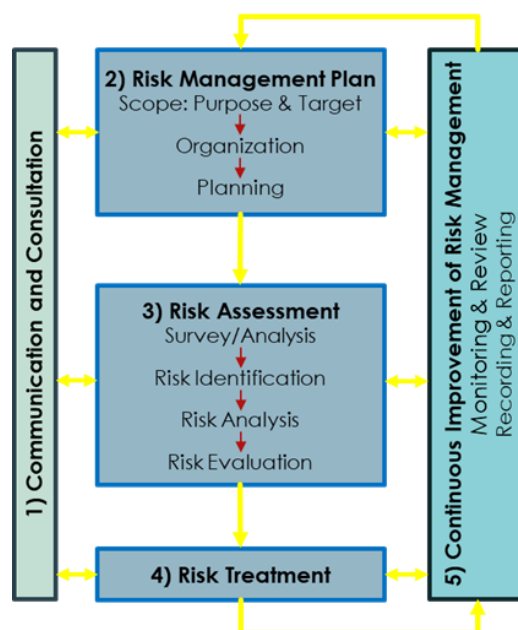 1) Communication and Consultation
2) Risk Management Plan
Scope: Purpose & Target
Organization
Planning
3) Risk Assessment
Survey/Analysis
Risk Identification
Risk Analysis
Risk Evaluation
4) Risk Treatment
5) Continuous Improvement of Risk Management
Monitoring & Review
Recording & Reporting